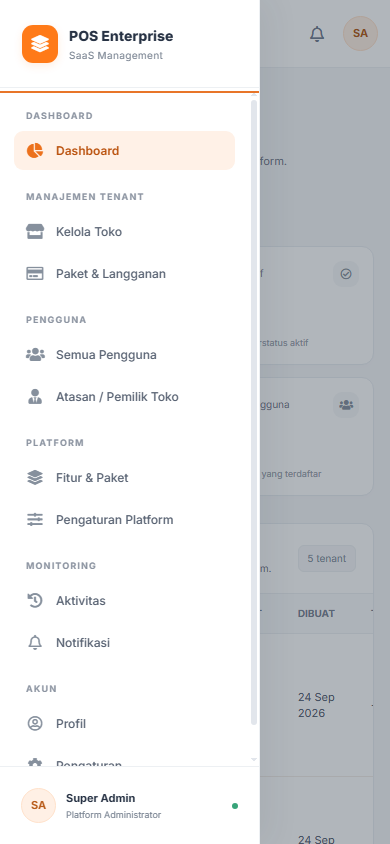 POS Enterprise
SaaS Management
SA
DASHBOARD
Dashboard
MANAJEMEN TENANT
Kelola Toko
Paket & Langganan
PENGGUNA
Semua Pengguna
Atasan / Pemilik Toko
PLATFORM
Fitur & Paket
Pengaturan Platform
MONITORING
Aktivitas
Notifikasi
AKUN
Profil
Pengaturan
SA
Super Admin
Platform Administrator
form.
rstatus aktif
gguna
yang terdaftar
m.
5 tenant
DIBUAT
24 Sep
2026
24 Sep